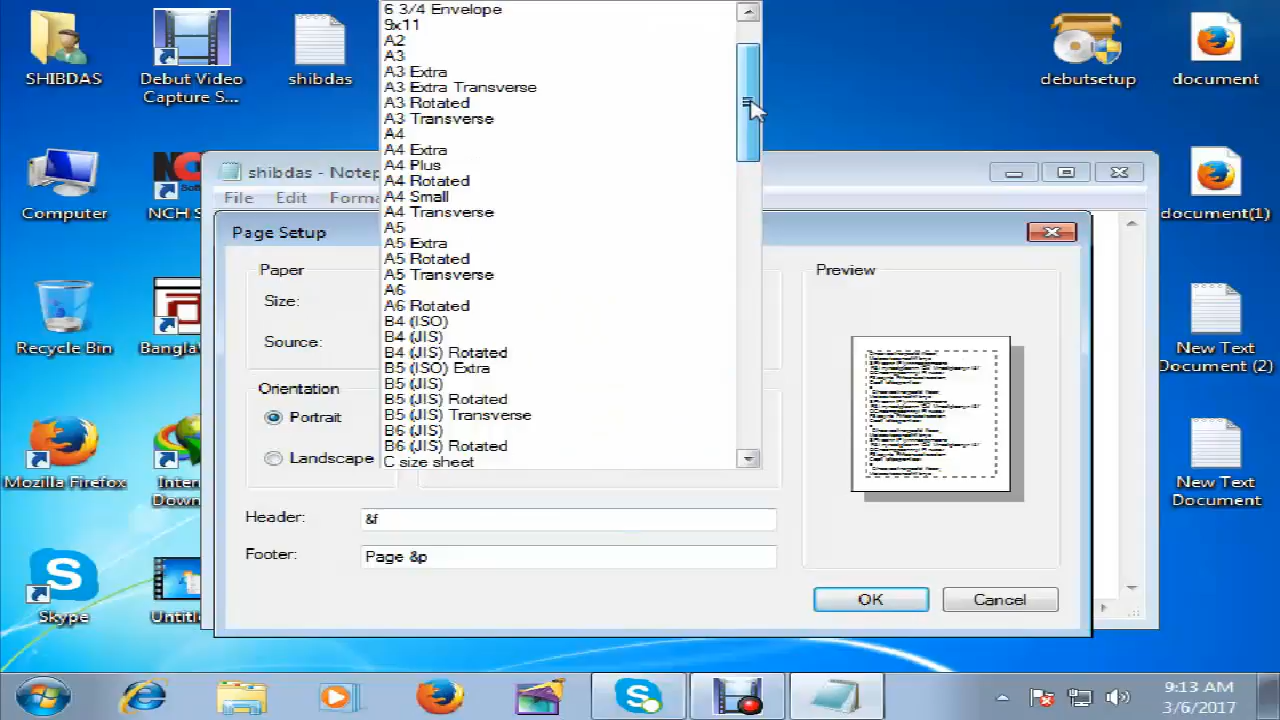 SHIBDAS
Debut Video
Capture S...
shibdas
debutsetup
document
Computer
NCH S
document(1)
Recycle Bin
Bangla
New Text
Document (2)
Mozilla Firefox
Inter
Down
New Text
Document
Skype
Untitl
shibdas - Notep
File
Edit
Forma
Page Setup
Paper
Size:
Source:
Orientation
Portrait
Landscape
Header:
&f
Footer:
Page &p
Preview
OK
Cancel
6 3/4 Envelope
9x11
A2
A3
A3 Extra
A3 Extra Transverse
A3 Rotated
A3 Transverse
A4
A4 Extra
A4 Plus
A4 Rotated
A4 Small
A4 Transverse
A5
A5 Extra
A5 Rotated
A5 Transverse
A6
A6 Rotated
B4 (ISO)
B4 (JIS)
B4 (JIS) Rotated
B5 (ISO) Extra
B5 (JIS)
B5 (JIS) Rotated
B5 (JIS) Transverse
B6 (JIS)
B6 (JIS) Rotated
C size sheet
9:13 AM
3/6/2017